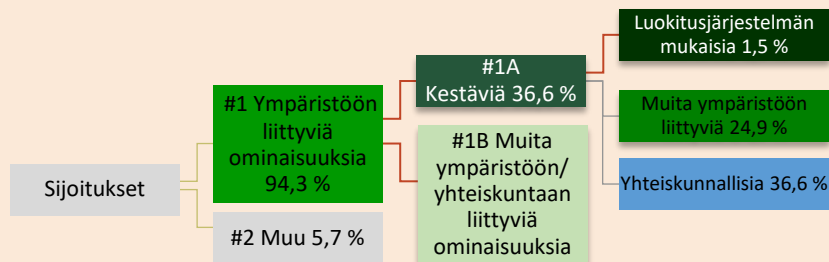 Sijoitukset
#1 Ympäristöön
liittyviä
ominaisuuksia
94,3 %
#2 Muu 5,7 %
#1A
Kestäviä 36,6 %
#1B Muita
ympäristöön/
yhteiskuntaan
liittyviä
ominaisuuksia
Luokitusjärjestelmän
mukaisia 1,5 %
Muita ympäristöön
liittyviä 24,9 %
Yhteiskunnallisia 36,6 %